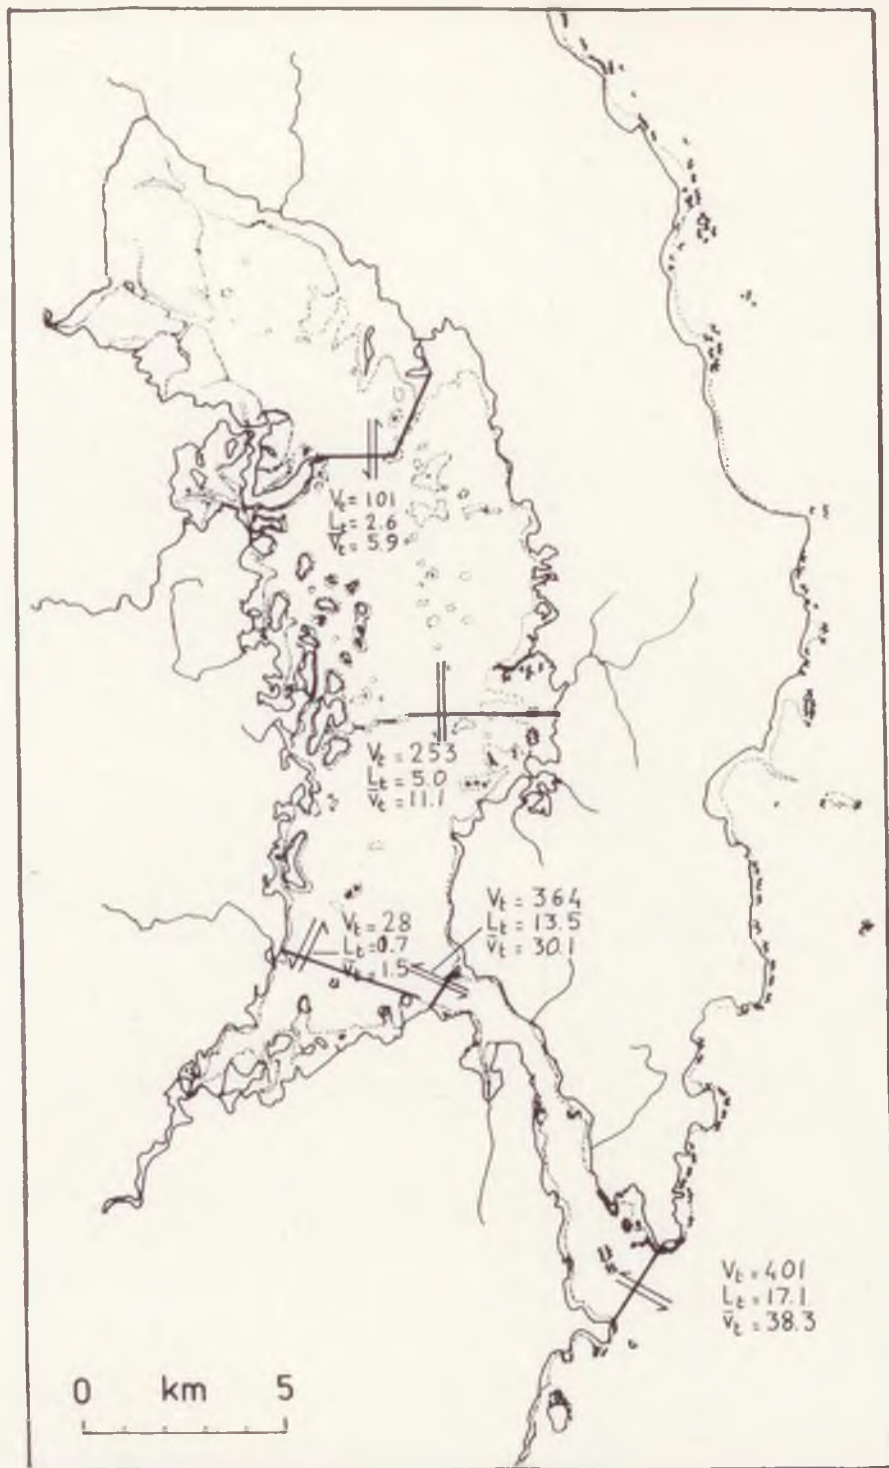 Vt = 101
Lt = 2.6
v̄t = 5.9
Vt = 253
Lt = 5.0
v̄t = 11.1
Vt = 364
Lt = 13.5
v̄t = 30.1
Vt = 28
Lt = 0.7
v̄t = 1.5
Vt = 401
Lt = 17.1
v̄t = 38.3
0 km 5